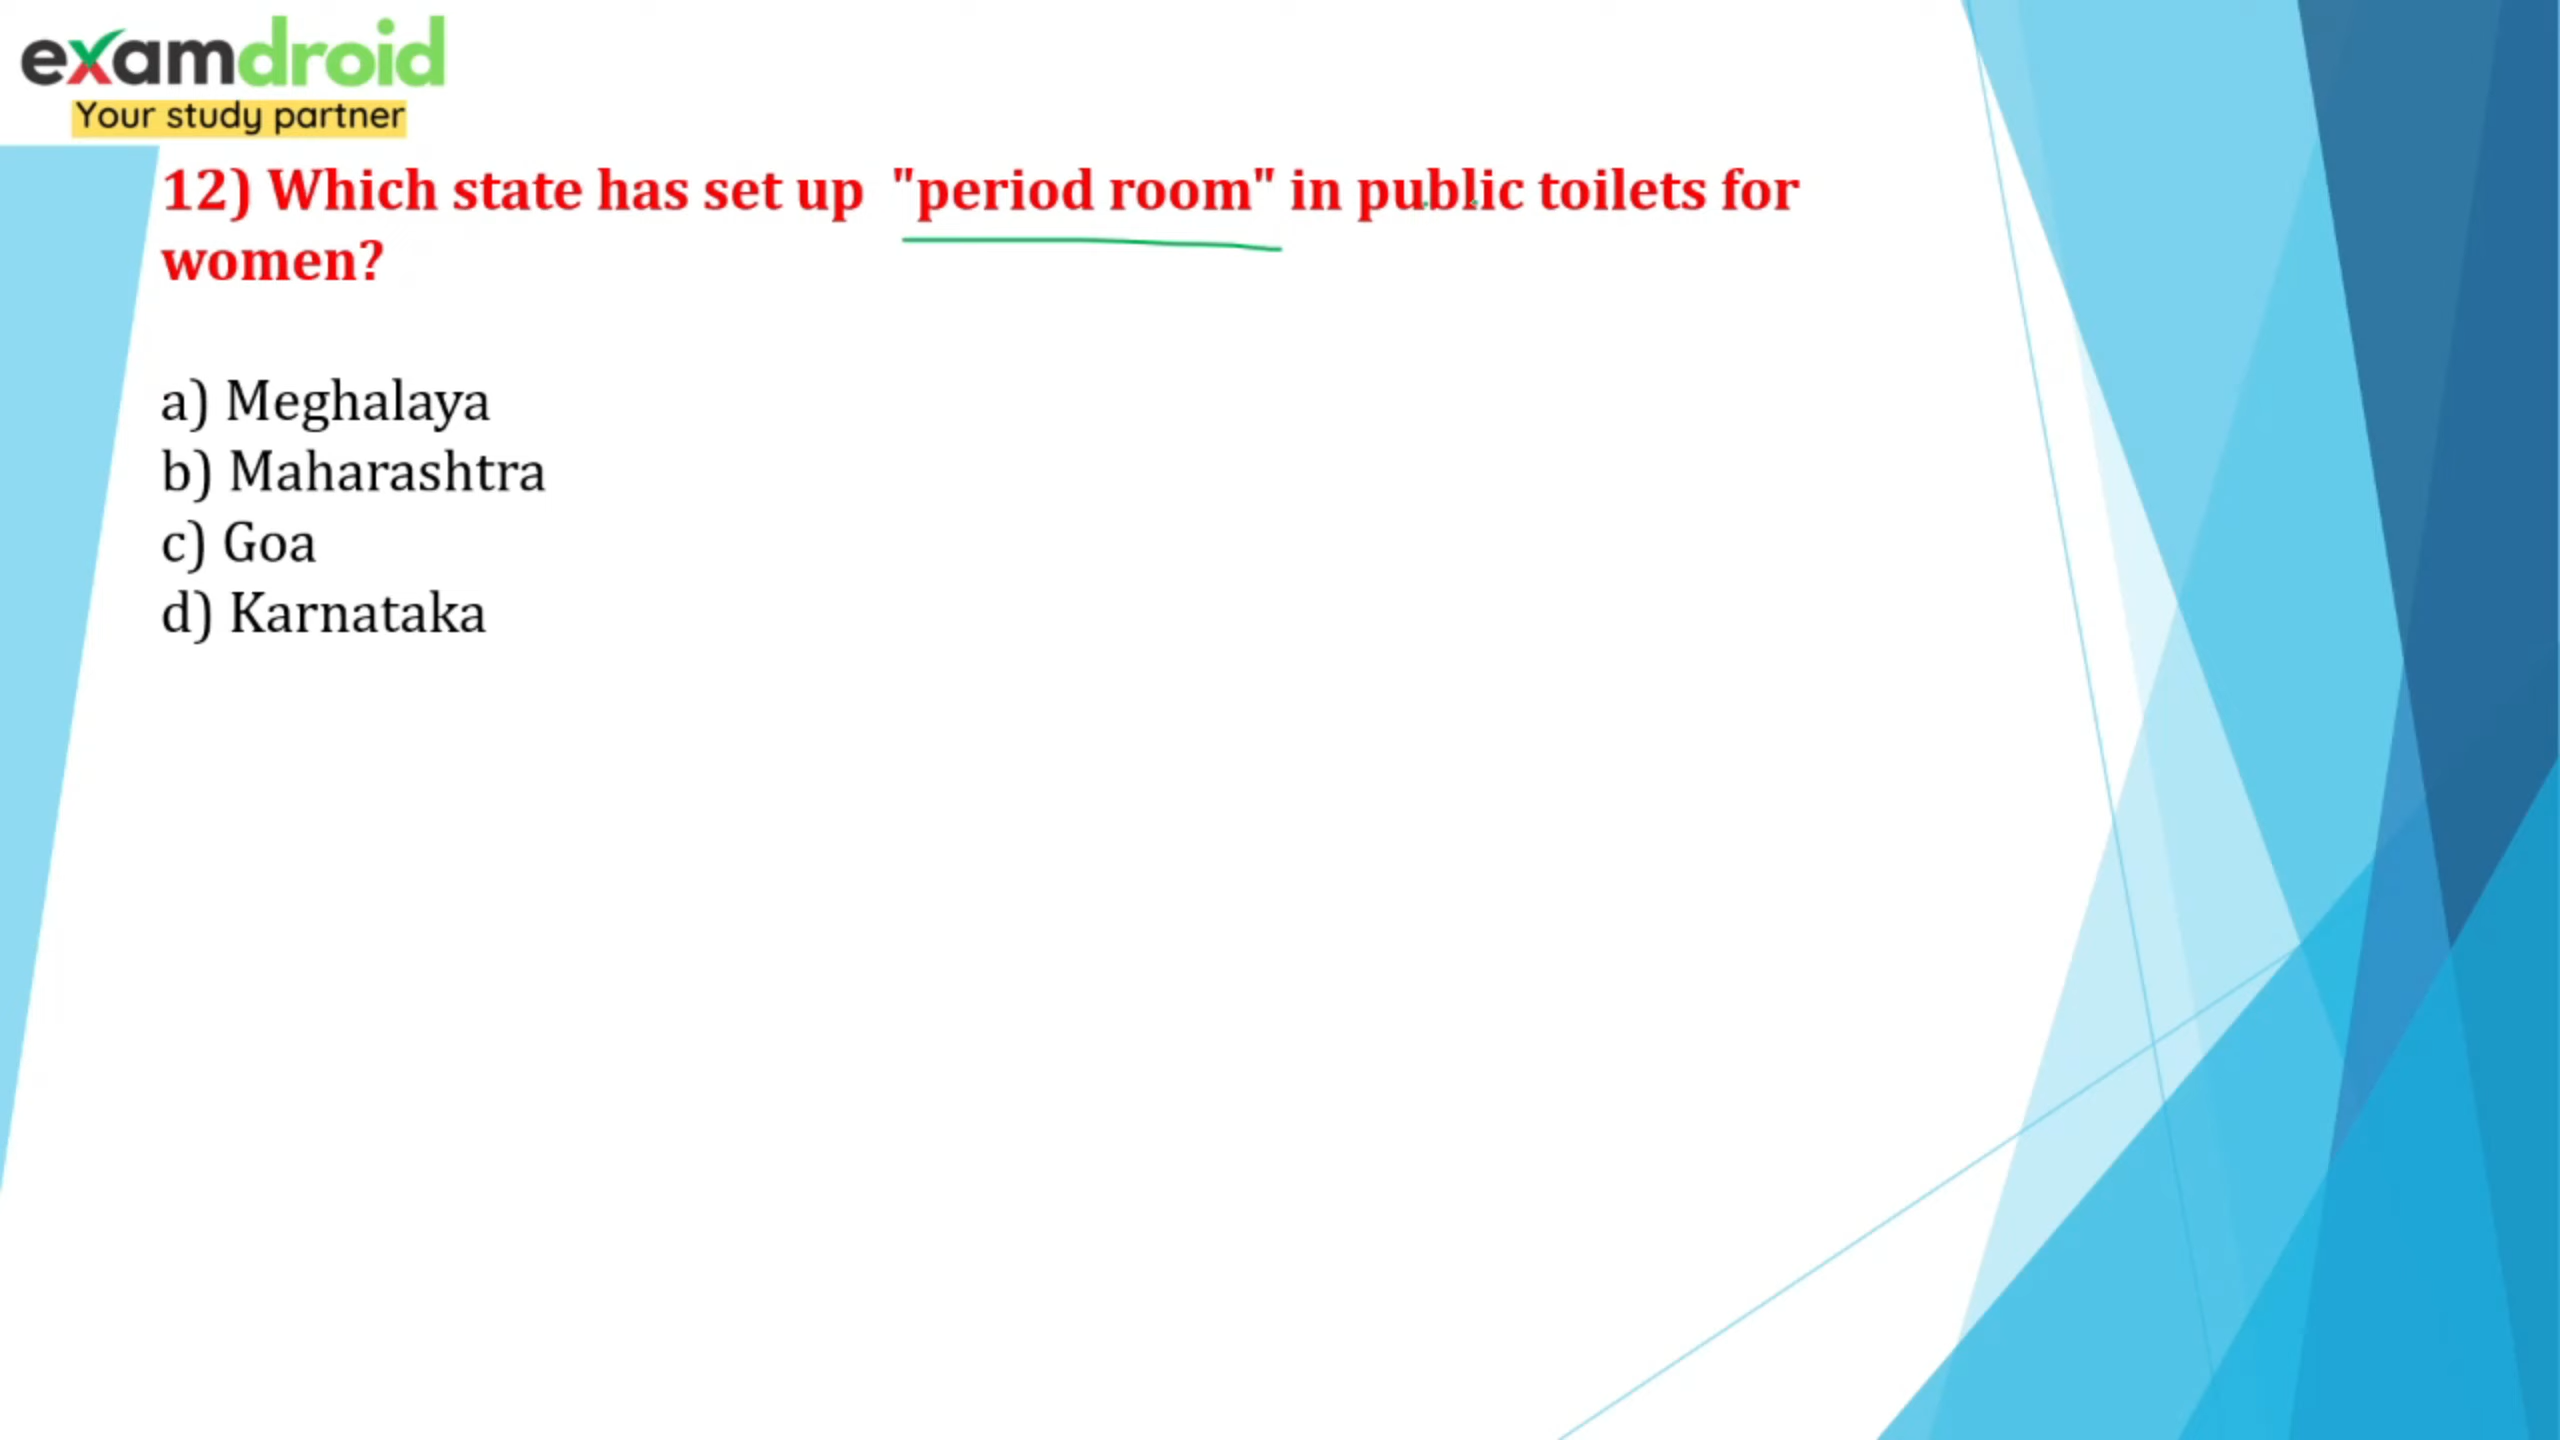 examdroid
Your study partner
12) Which state has set up "period room" in public toilets for
women?
a) Meghalaya
b) Maharashtra
c) Goa
d) Karnataka